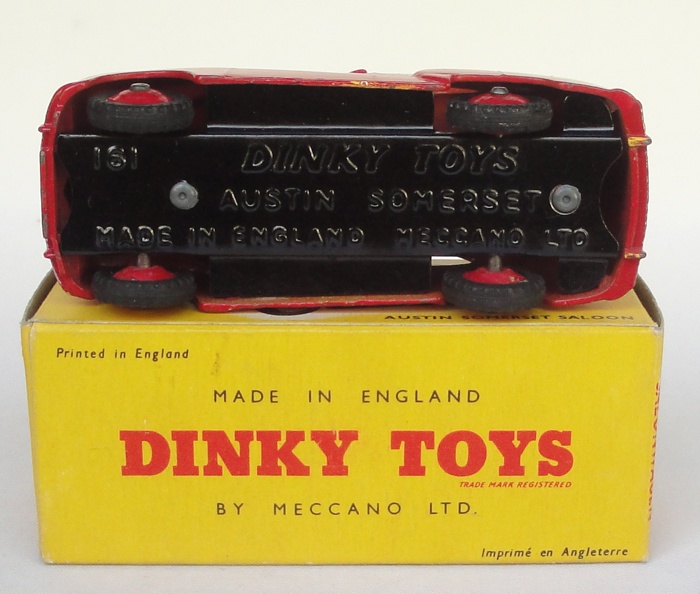 161 DINKY TOYS
AUSTIN SOMERSET
MADE IN ENGLAND MECCANO LTD
AUSTIN SOMERSET SALOON
Printed in England
MADE IN ENGLAND
DINKY TOYS
TRADE MARK REGISTERED
BY MECCANO LTD.
Imprimé en Angleterre